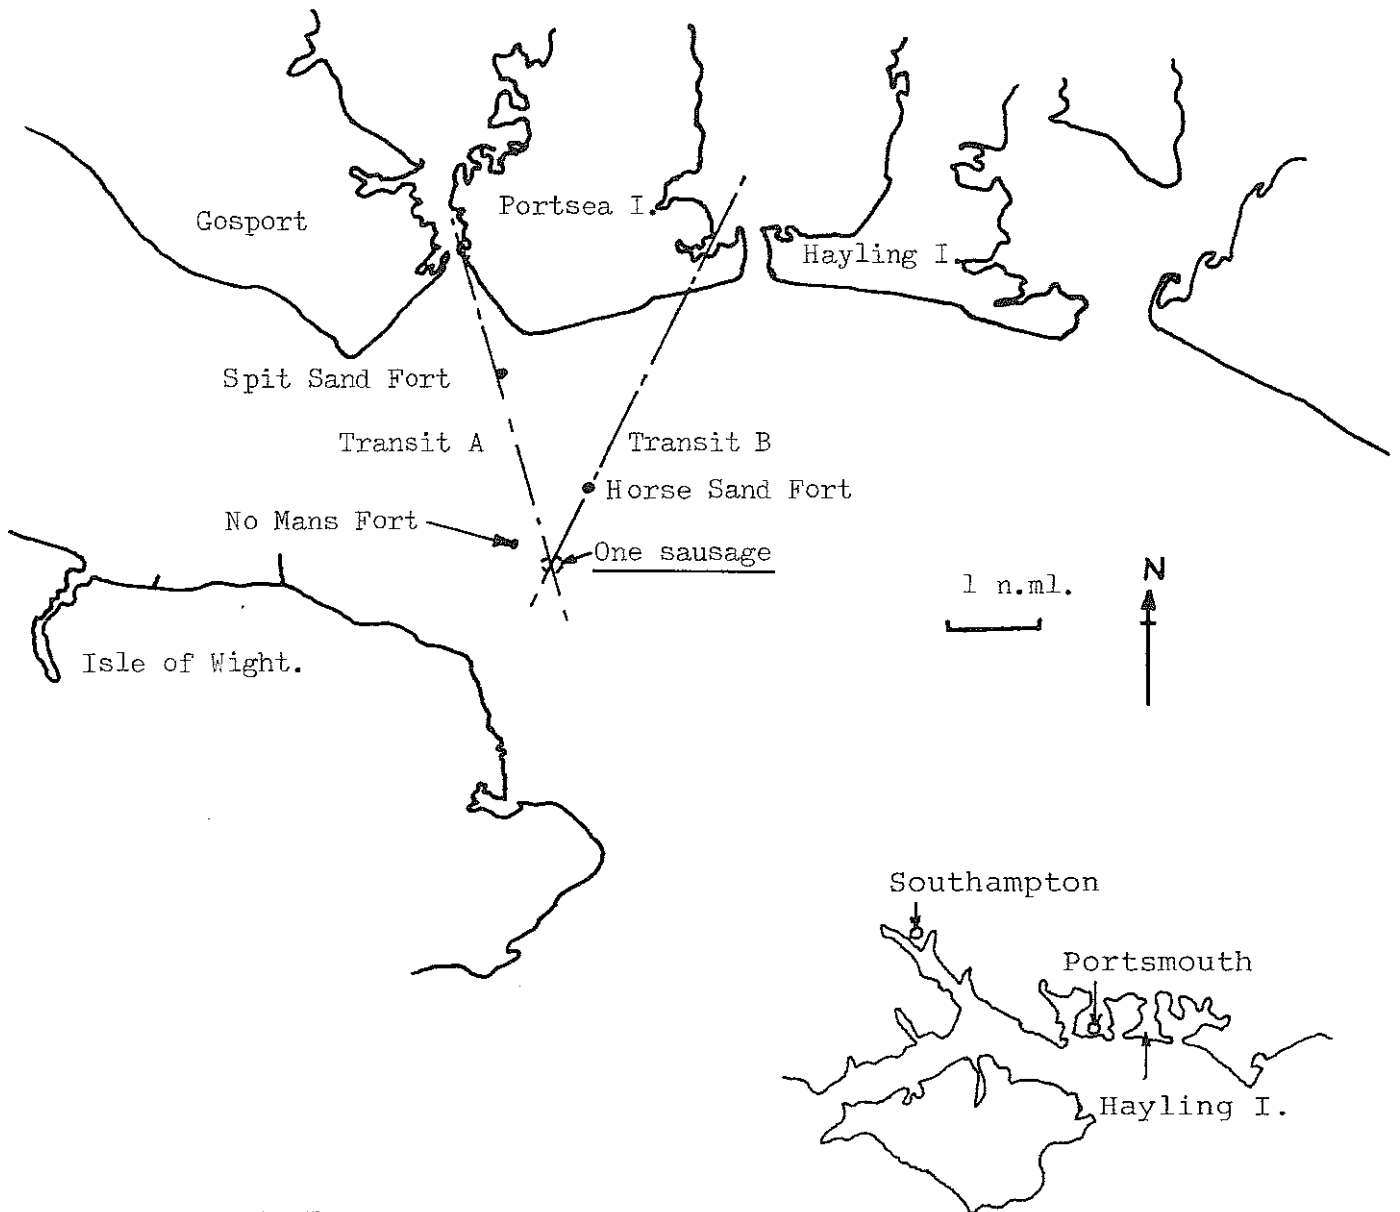 Gosport
Portsea I.
Hayling I.
Spit Sand Fort
Transit A
Transit B
Horse Sand Fort
No Mans Fort
One sausage
1 n.ml.
N
Isle of Wight.
Southampton
Portsmouth
Hayling I.